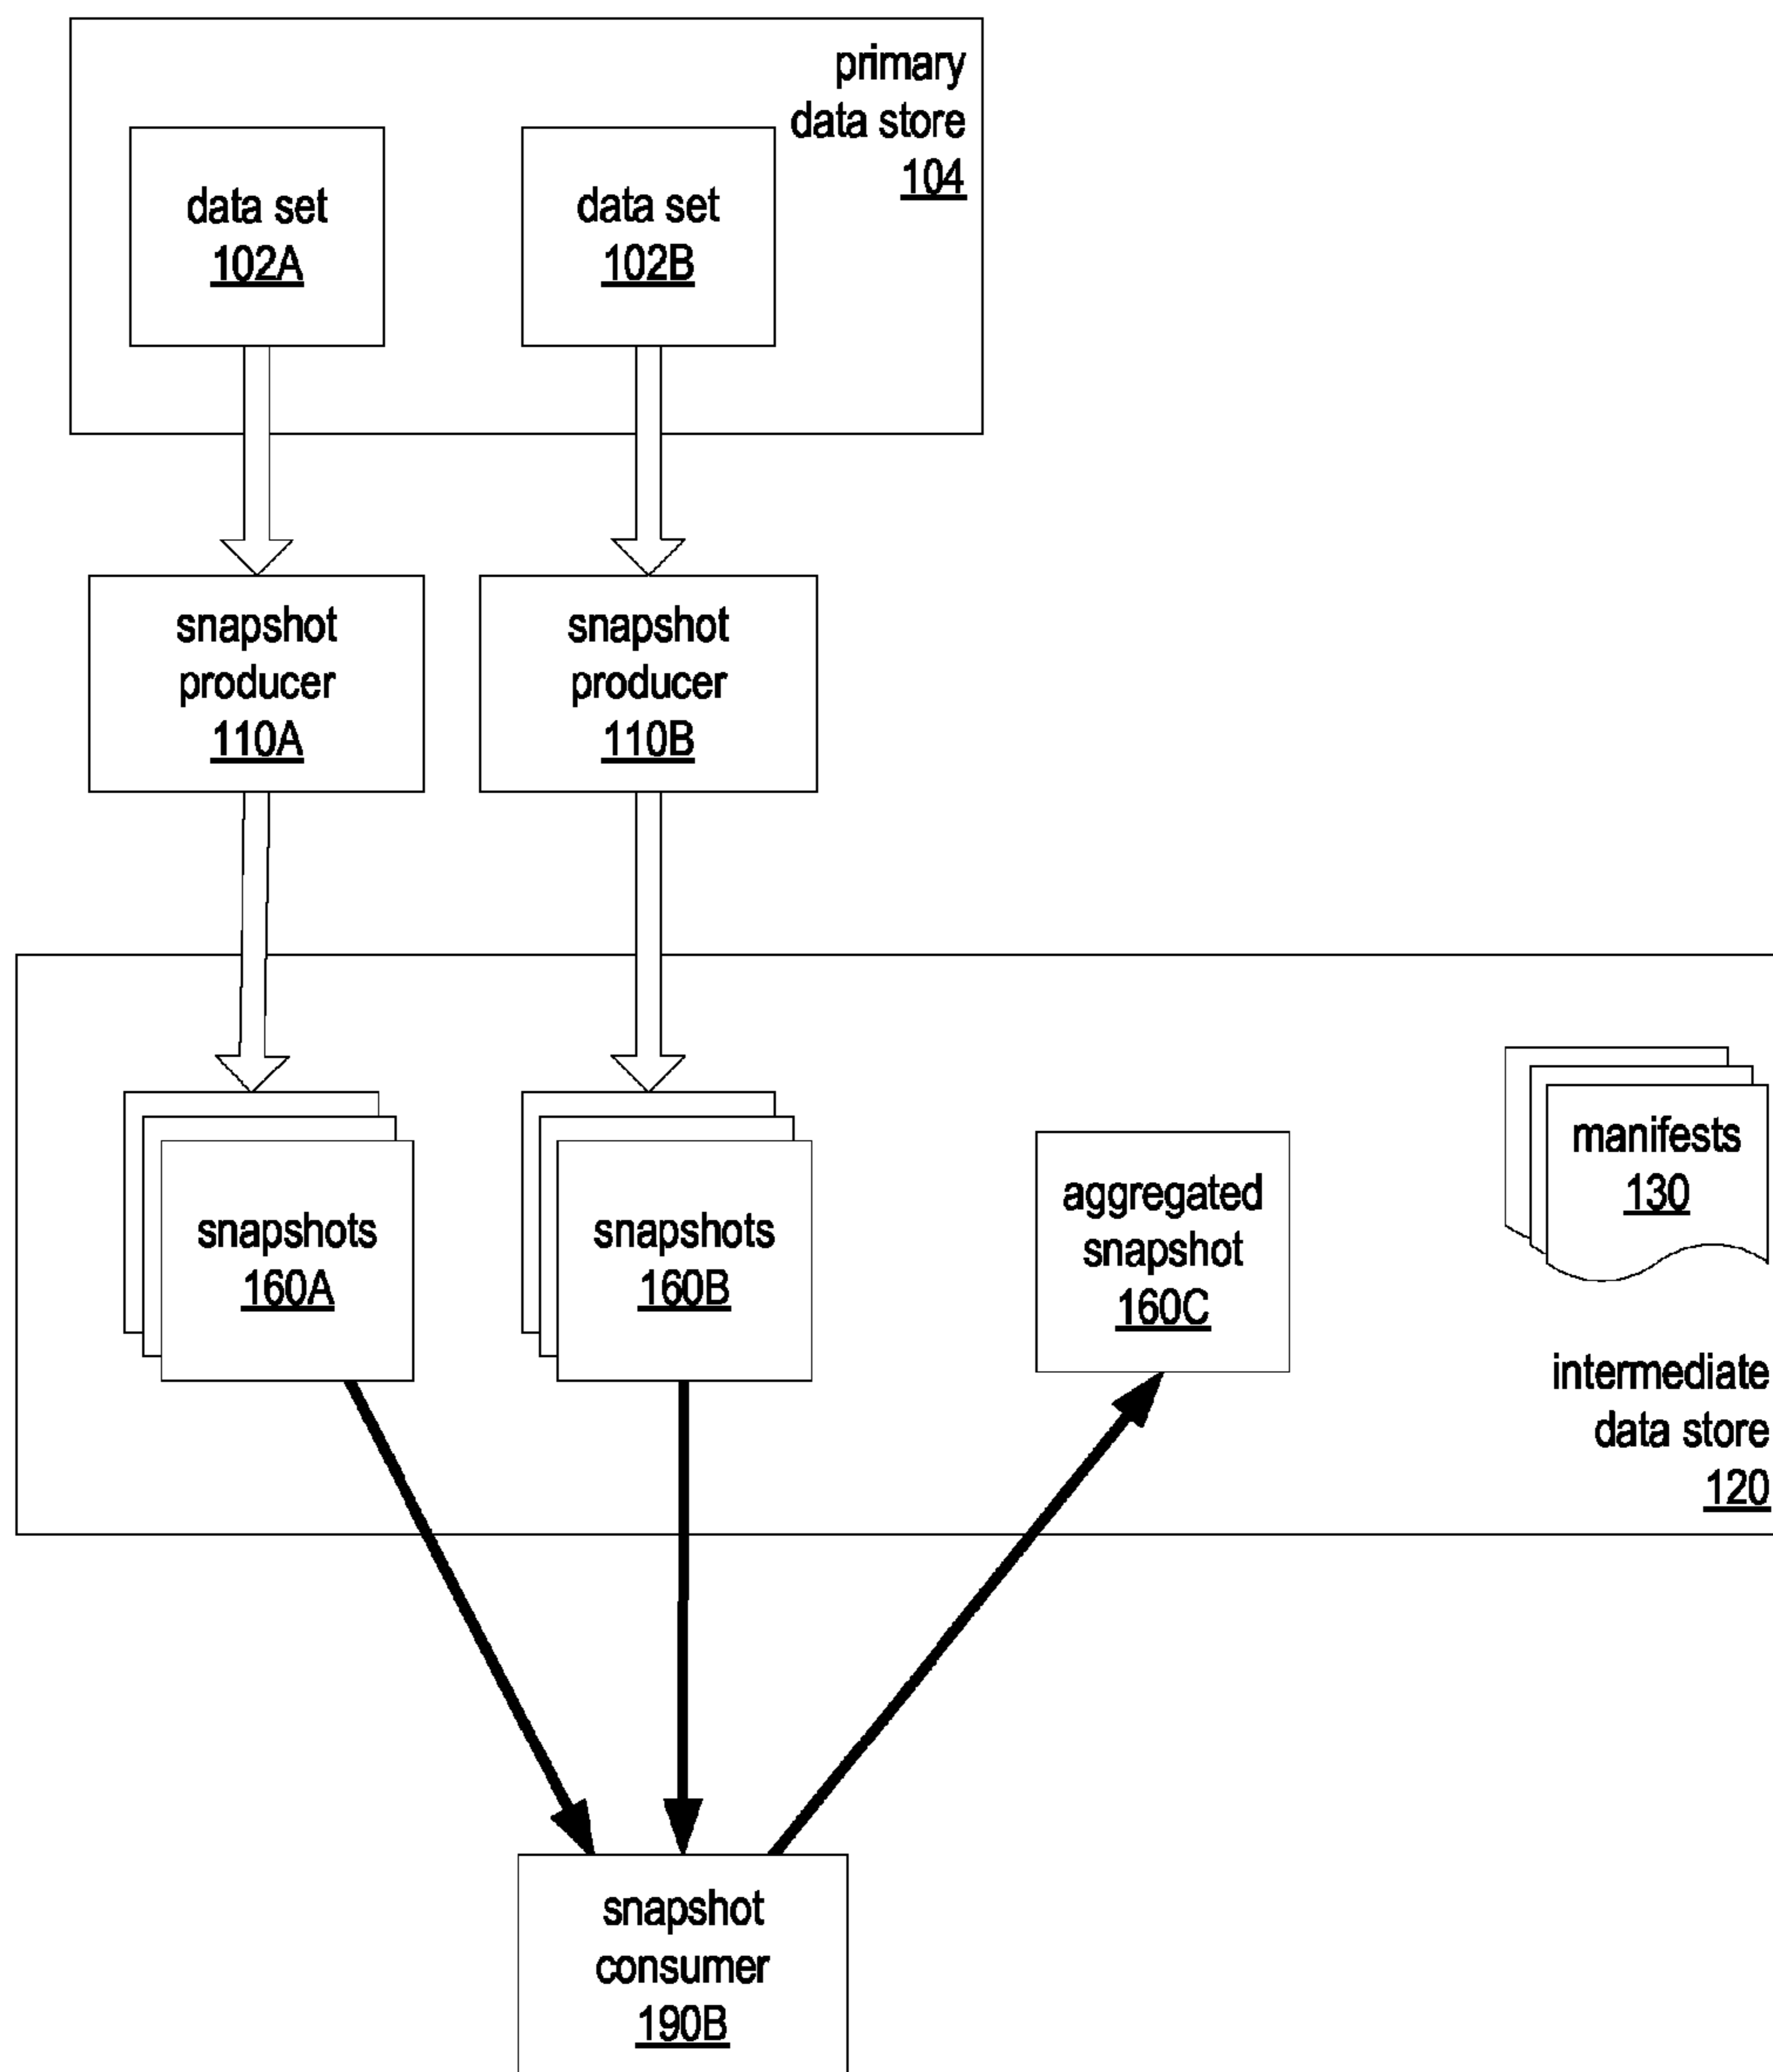 primary
data store
104
data set
102A
data set
102B
snapshot
producer
110A
snapshot
producer
110B
snapshots
160A
snapshots
160B
aggregated
snapshot
160C
manifests
130
intermediate
data store
120
snapshot
consumer
190B